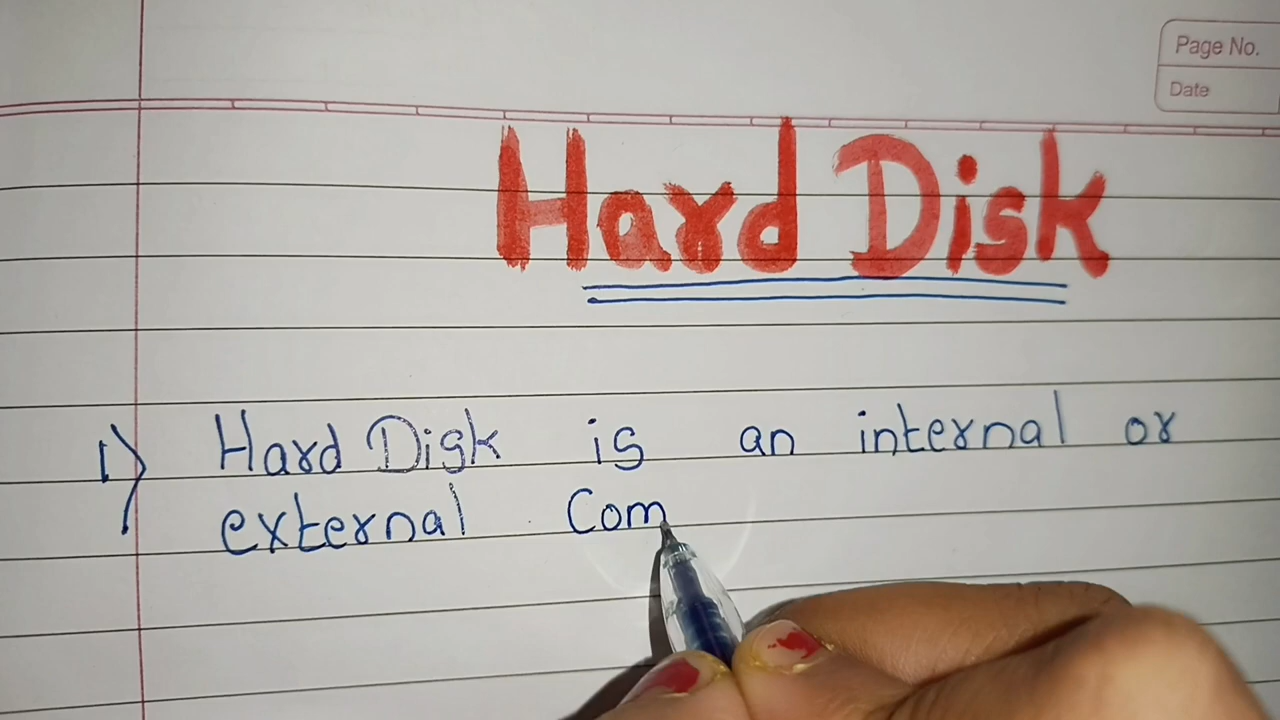 Page No.
Date
Hard Disk
1) Hard Disk is an internal or
external Com